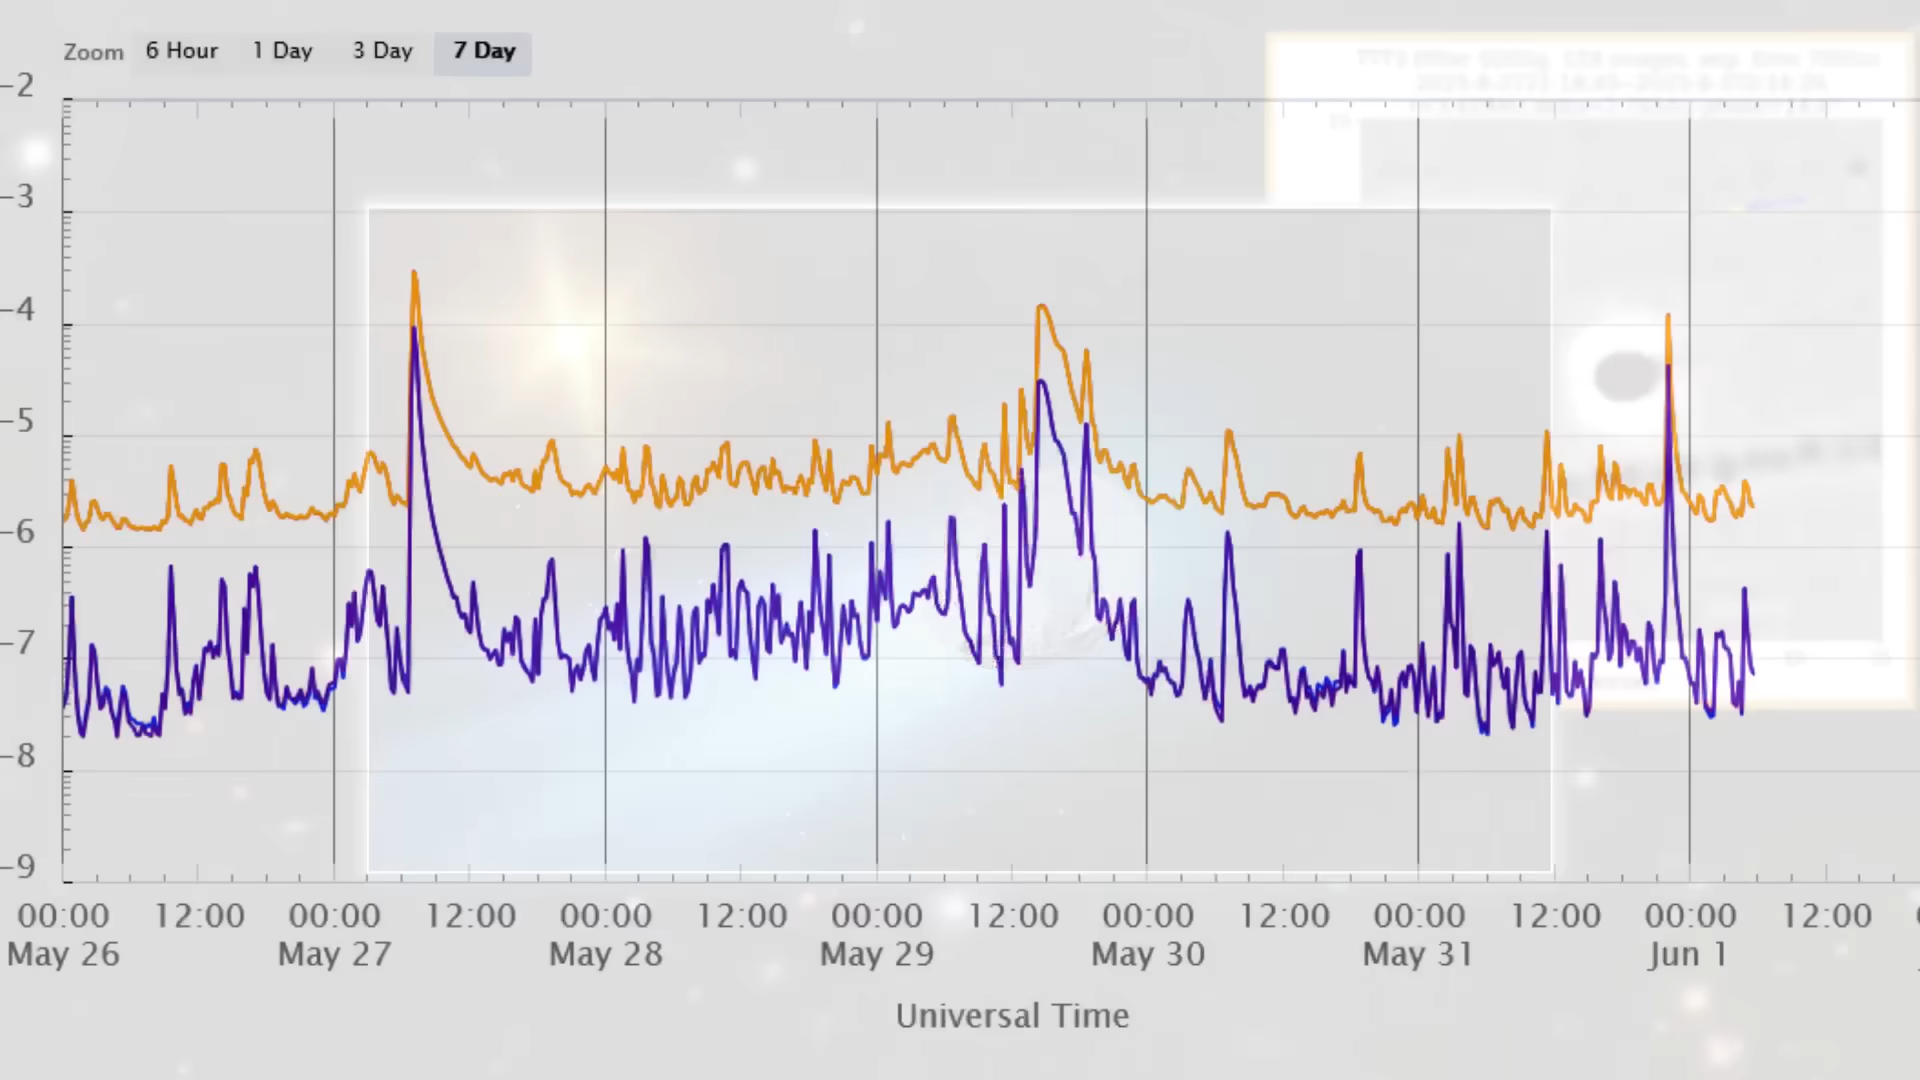 Zoom 6 Hour 1 Day 3 Day 7 Day
-2
-3
-4
-5
-6
-7
-8
-9
00:00 12:00 00:00 12:00 00:00 12:00 00:00 12:00 00:00 12:00 00:00 12:00 00:00 12:00
May 26 May 27 May 28 May 29 May 30 May 31 Jun 1
Universal Time